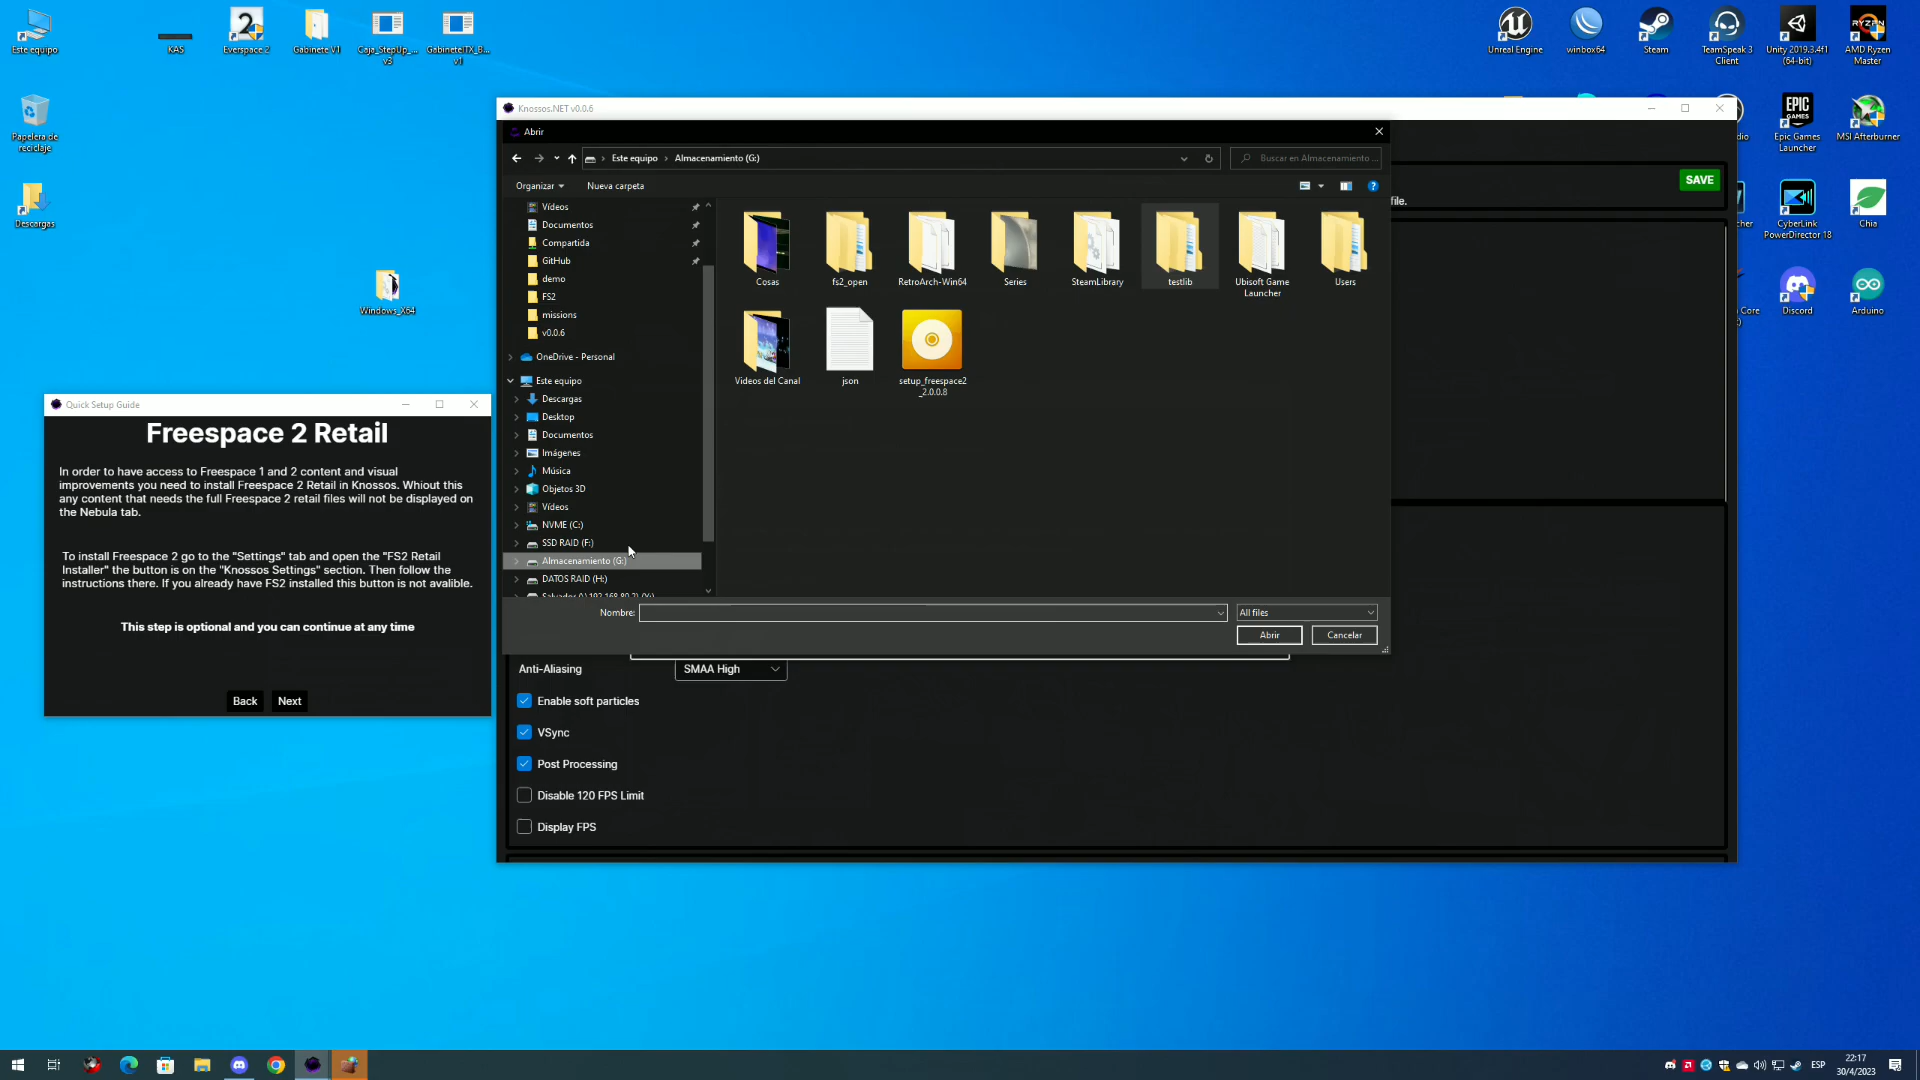 Este equipo
KAS
Everspace 2
Gabinete V1
Caja_StepUp_...
v3
GabineteITX_B...
v1
Unreal Engine
winbox64
Steam
TeamSpeak 3
Client
Unity 2019.3.4f1
(64-bit)
AMD Ryzen
Master
Papelera de
reciclaje
Descargas
Windows_X64
Epic Games
Launcher
MSI Afterburner
CyberLink
PowerDirector 18
Chia
Discord
Arduino
Knossos.NET v0.0.6
SAVE
file.
Abrir
Este equipo
Almacenamiento (G:)
Buscar en Almacenamiento ...
Organizar
Nueva carpeta
Vídeos
Documentos
Compartida
GitHub
demo
FS2
missions
v0.0.6
OneDrive - Personal
Este equipo
Descargas
Desktop
Documentos
Imágenes
Música
Objetos 3D
Vídeos
NVME (C:)
SSD RAID (F:)
Almacenamiento (G:)
DATOS RAID (H:)
Cosas
fs2_open
RetroArch-Win64
Series
SteamLibrary
testlib
Ubisoft Game
Launcher
Users
Videos del Canal
json
setup_freespace2
_2.0.0.8
Nombre:
All files
Abrir
Cancelar
Anti-Aliasing
SMAA High
Enable soft particles
VSync
Post Processing
Disable 120 FPS Limit
Display FPS
Quick Setup Guide
Freespace 2 Retail
In order to have access to Freespace 1 and 2 content and visual
improvements you need to install Freespace 2 Retail in Knossos. Whiout this
any content that needs the full Freespace 2 retail files will not be displayed on
the Nebula tab.
To install Freespace 2 go to the "Settings" tab and open the "FS2 Retail
Installer" the button is on the "Knossos Settings" section. Then follow the
instructions there. If you already have FS2 installed this button is not avalible.
This step is optional and you can continue at any time
Back
Next
ESP
22:17
30/4/2023